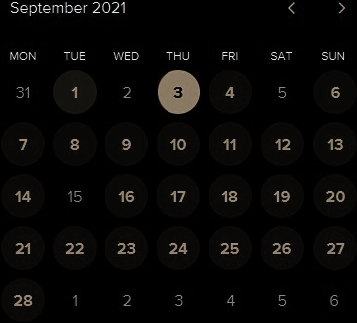 September 2021
MON TUE WED THU FRI SAT SUN
31 1 2 3 4 5 6
7 8 9 10 11 12 13
14 15 16 17 18 19 20
21 22 23 24 25 26 27
28 1 2 3 4 5 6